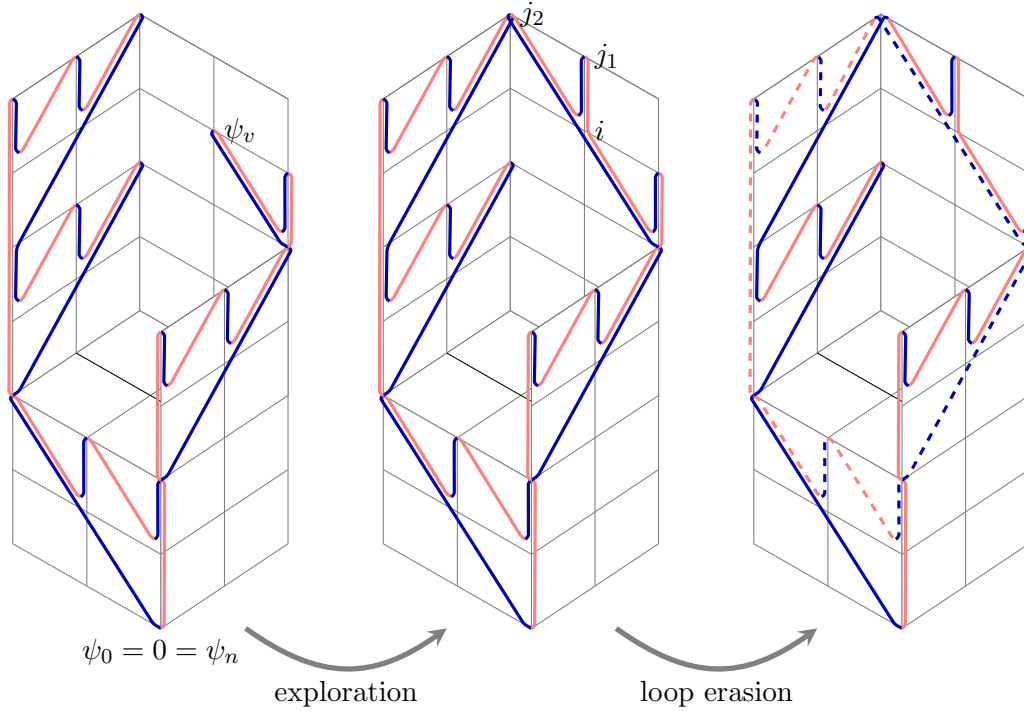 j₂
j₁
ψᵥ
i
ψ₀ = 0 = ψₙ
exploration
loop erasion